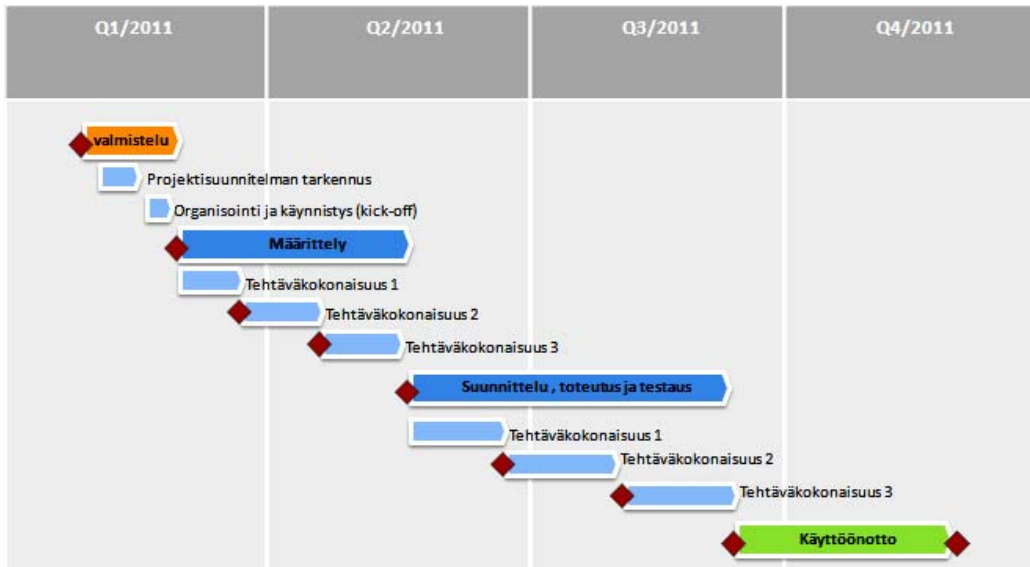 Q1/2011
Q2/2011
Q3/2011
Q4/2011
valmistelu
Projektisuunnitelman tarkennus
Organisointi ja käynnistys (kick-off)
Määrittely
Tehtäväkokonaisuus 1
Tehtäväkokonaisuus 2
Tehtäväkokonaisuus 3
Suunnittelu , toteutus ja testaus
Tehtäväkokonaisuus 1
Tehtäväkokonaisuus 2
Tehtäväkokonaisuus 3
Käyttöönotto